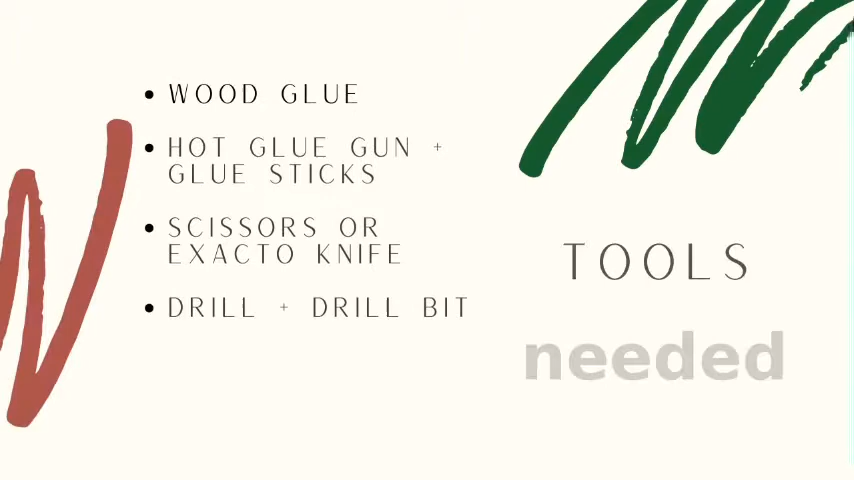 • WOOD GLUE
• HOT GLUE GUN +
GLUE STICKS
• SCISSORS OR
EXACTO KNIFE
• DRILL + DRILL BIT
TOOLS
needed